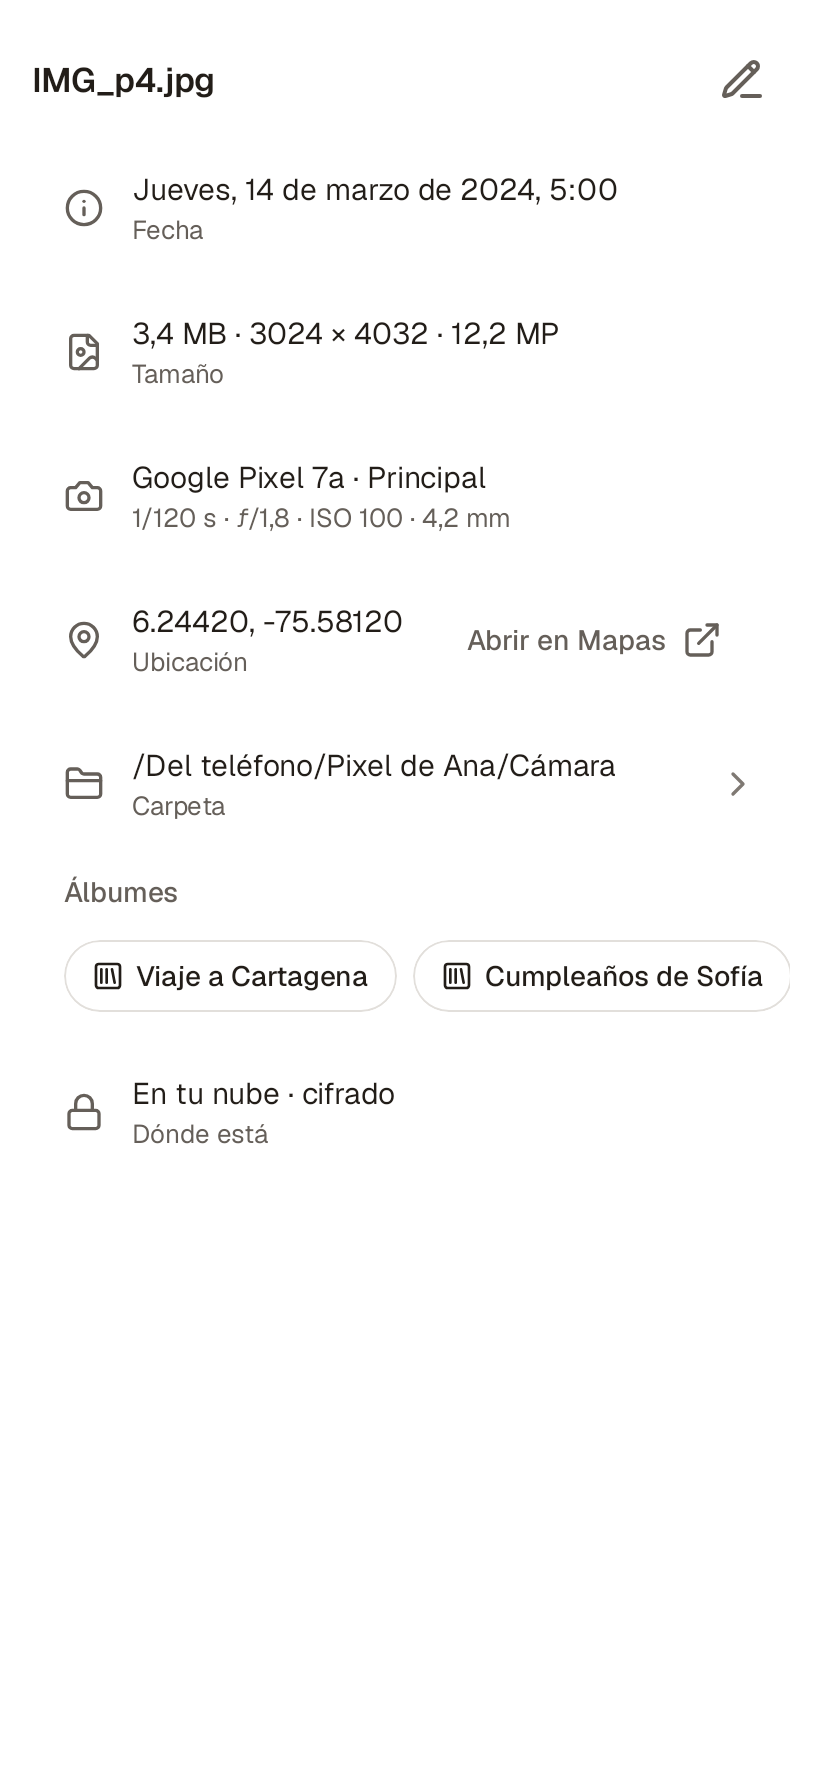 IMG_p4.jpg
Jueves, 14 de marzo de 2024, 5:00
Fecha
3,4 MB · 3024 × 4032 · 12,2 MP
Tamaño
Google Pixel 7a · Principal
1/120 s · ƒ/1,8 · ISO 100 · 4,2 mm
6.24420, -75.58120
Ubicación
Abrir en Mapas
/Del teléfono/Pixel de Ana/Cámara
Carpeta
Álbumes
Viaje a Cartagena
Cumpleaños de Sofía
En tu nube · cifrado
Dónde está